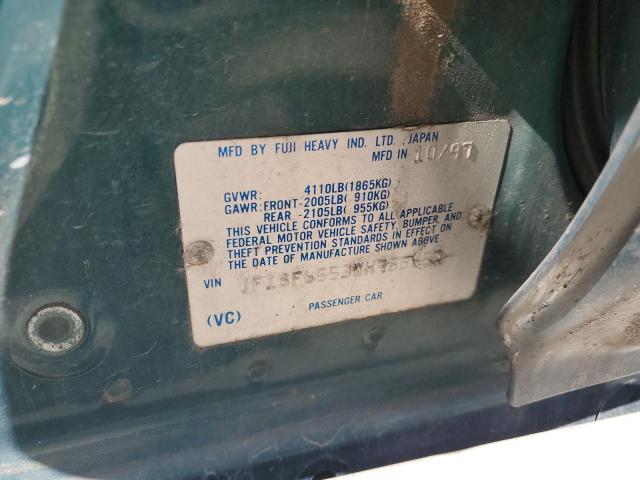 MFD BY FUJI HEAVY IND. LTD. JAPAN
MFD IN 10/97
GVWR: 4110LB(1865KG)
GAWR:FRONT-2005LB( 910KG)
REAR -2105LB( 955KG)
THIS VEHICLE CONFORMS TO ALL APPLICABLE
FEDERAL MOTOR VEHICLE SAFETY, BUMPER, AND
THEFT PREVENTION STANDARDS IN EFFECT ON
THE DATE OF MANUFACTURE SHOWN ABOVE.
VIN
PASSENGER CAR
(VC)